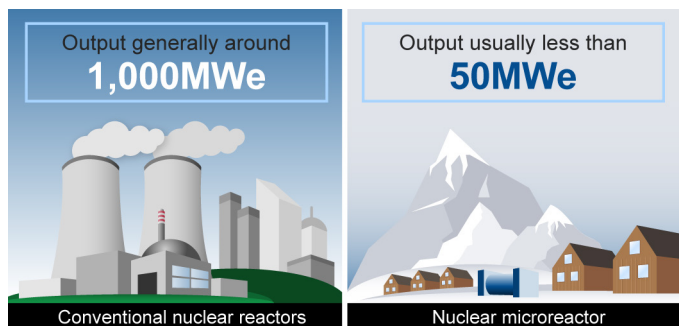 Output generally around
1,000MWe
Conventional nuclear reactors
Output usually less than
50MWe
Nuclear microreactor